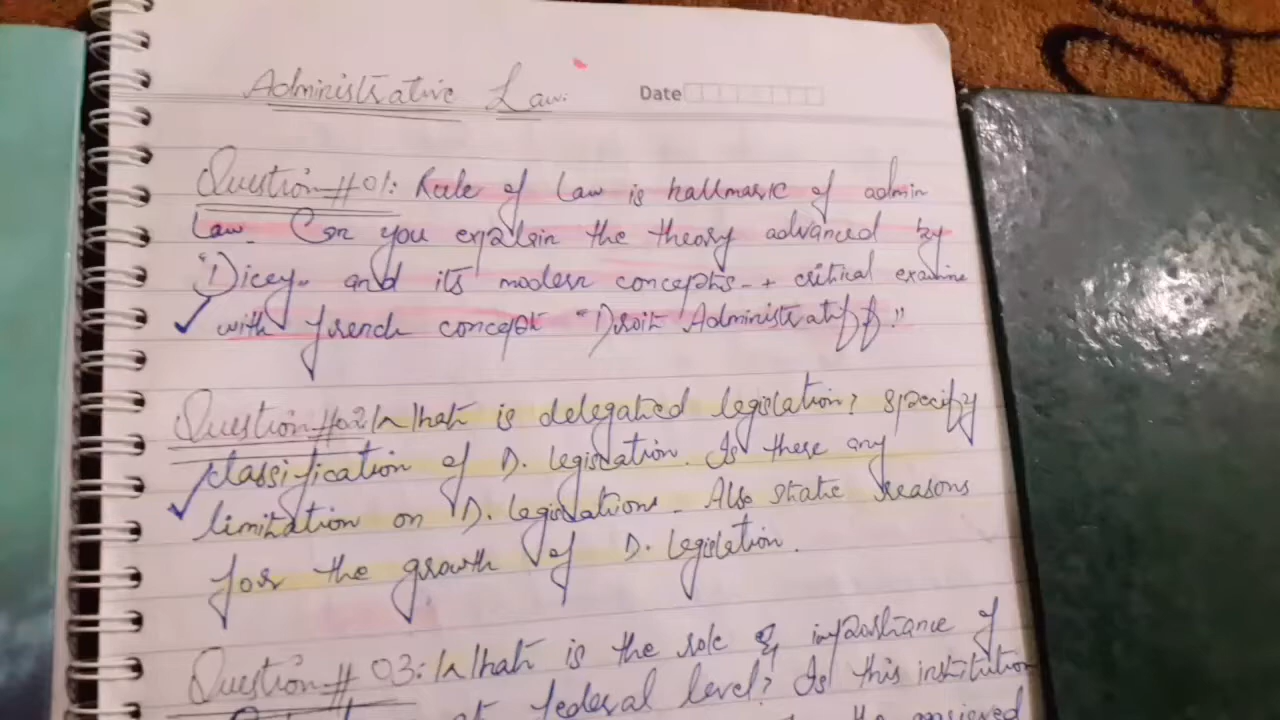 Administrative Law.
Date
Question # 01: Rule of law is hallmark of admin
Law. Can you explain the theory advanced by
"Dicey" and its modern concepts - + critical examine
with french concept "Droit Administratiff."
Question # 02: What is delegatied legislation? Specify
classification of D. legislation. Is there any
limitation on D. Legislations. Also state reasons
for the growth of D. Legislation.
Question # 03: What is the role & importance of
at federal level? Is this institution